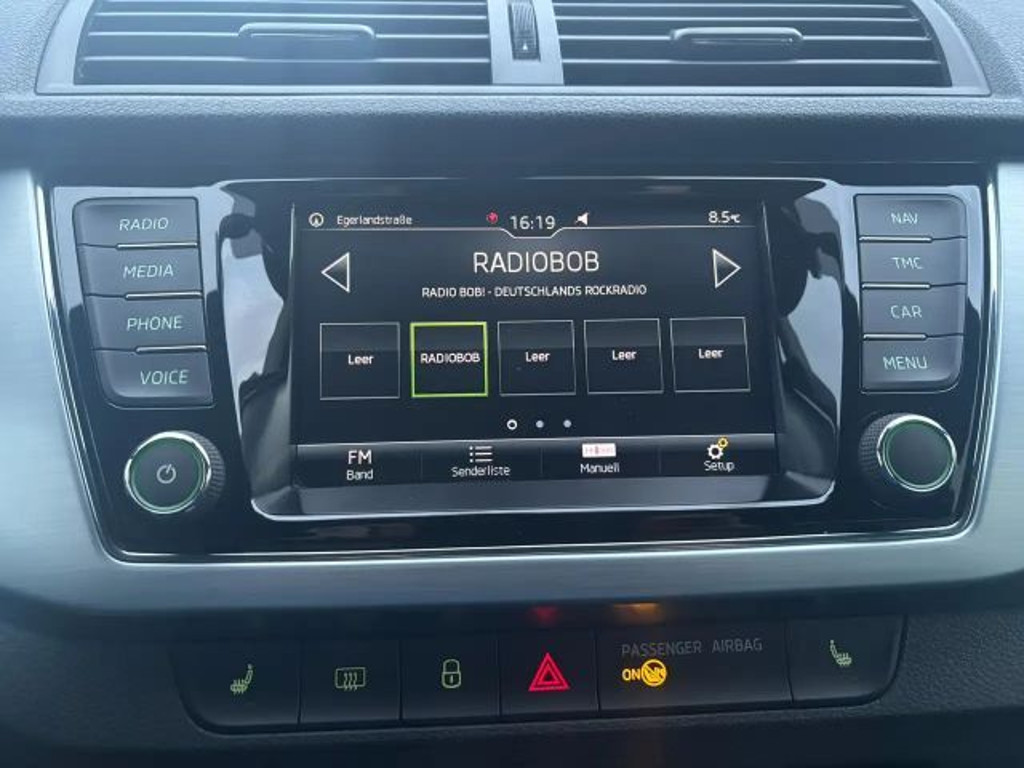 RADIO
MEDIA
PHONE
VOICE
Egerlandstraße
16:19
8.5°C
RADIOBOB
RADIO BOB! - DEUTSCHLANDS ROCKRADIO
Leer
RADIOBOB
Leer
Leer
Leer
FM
Band
Senderliste
Manuell
Setup
NAV
TMC
CAR
MENU
PASSENGER AIRBAG
ON